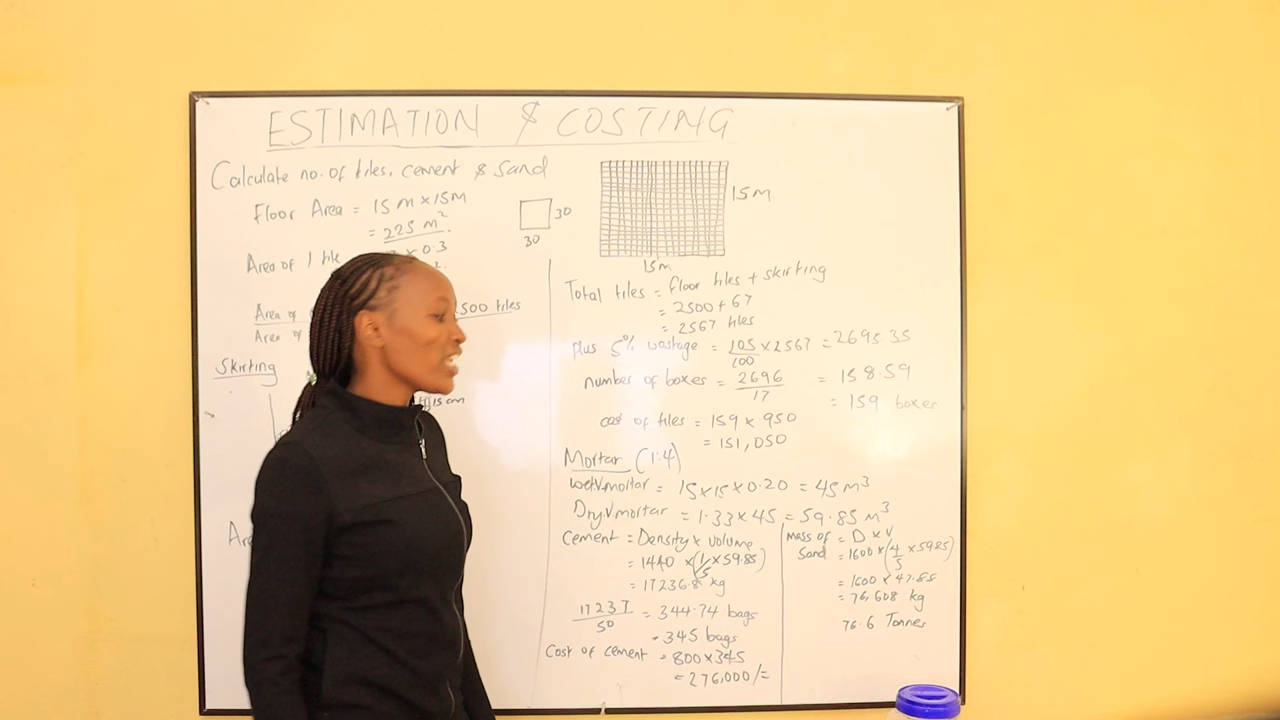 ESTIMATION & COSTING
Calculate no. of tiles, cement & sand
Floor Area = 15 m x 15m
= 225 m²
Area of 1 tile
x 0.3
Area of
500 tiles
Area of
Skirting
15 cm
30
30
15M
15m
Total tiles = floor tiles + skirting
= 2500 + 67
= 2567 tiles
plus 5% wastage = 105/100 x 2567 = 2695.35
number of boxes = 2696/17 = 158.59
= 159 boxes
cost of tiles = 159 x 950
= 151,050
Mortar (1:4)
wet.V.mortar = 15x15x0.20 = 45 m³
Dry.V.mortar = 1.33 x 45 = 59.85 m³
Cement = Density x volume
= 1440 x (1/5 x 59.85)
= 17236.8 kg
17237/50 = 344.74 bags
= 345 bags
Cost of cement = 800 x 345
= 276,000/=
Mass of Sand = D x V
= 1600 x (4/5 x 59.85)
= 1600 x 47.88
= 76,608 kg
76.6 Tonnes